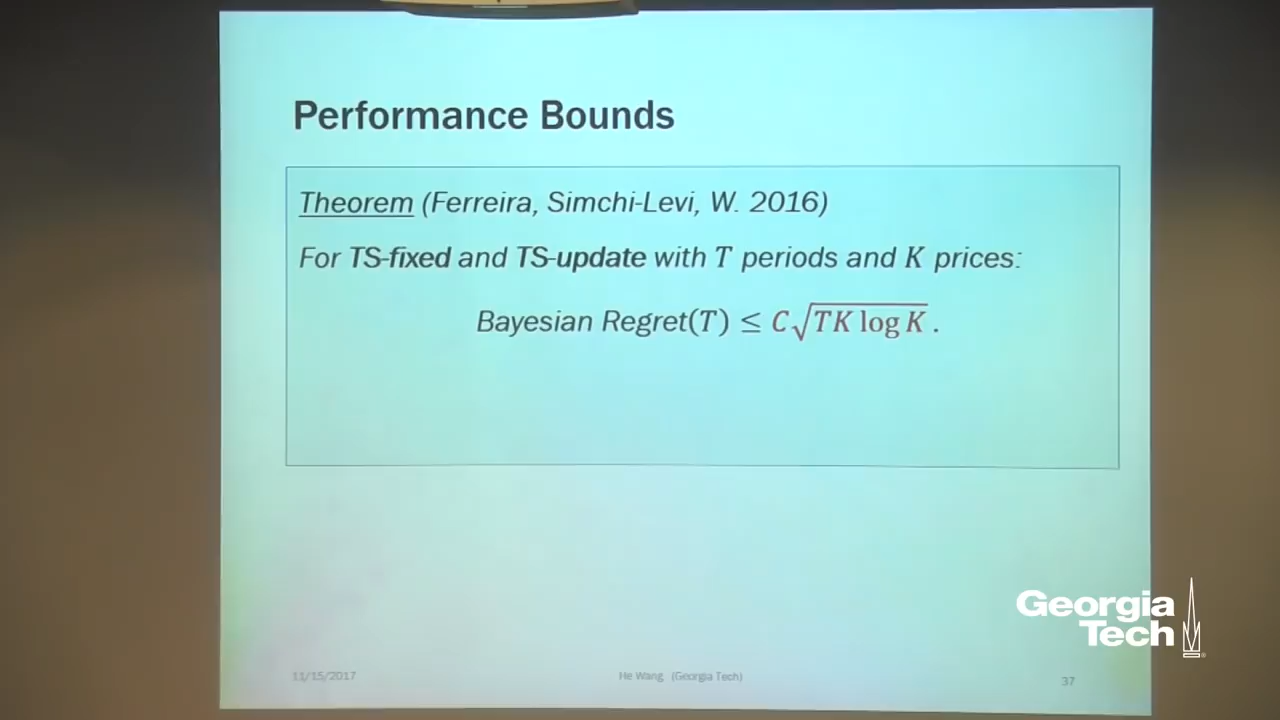 Performance Bounds
Theorem (Ferreira, Simchi-Levi, W. 2016)
For TS-fixed and TS-update with T periods and K prices:
Bayesian Regret(T) ≤ C√TK log K .
Georgia
Tech
11/15/2017
He Wang (Georgia Tech)
37